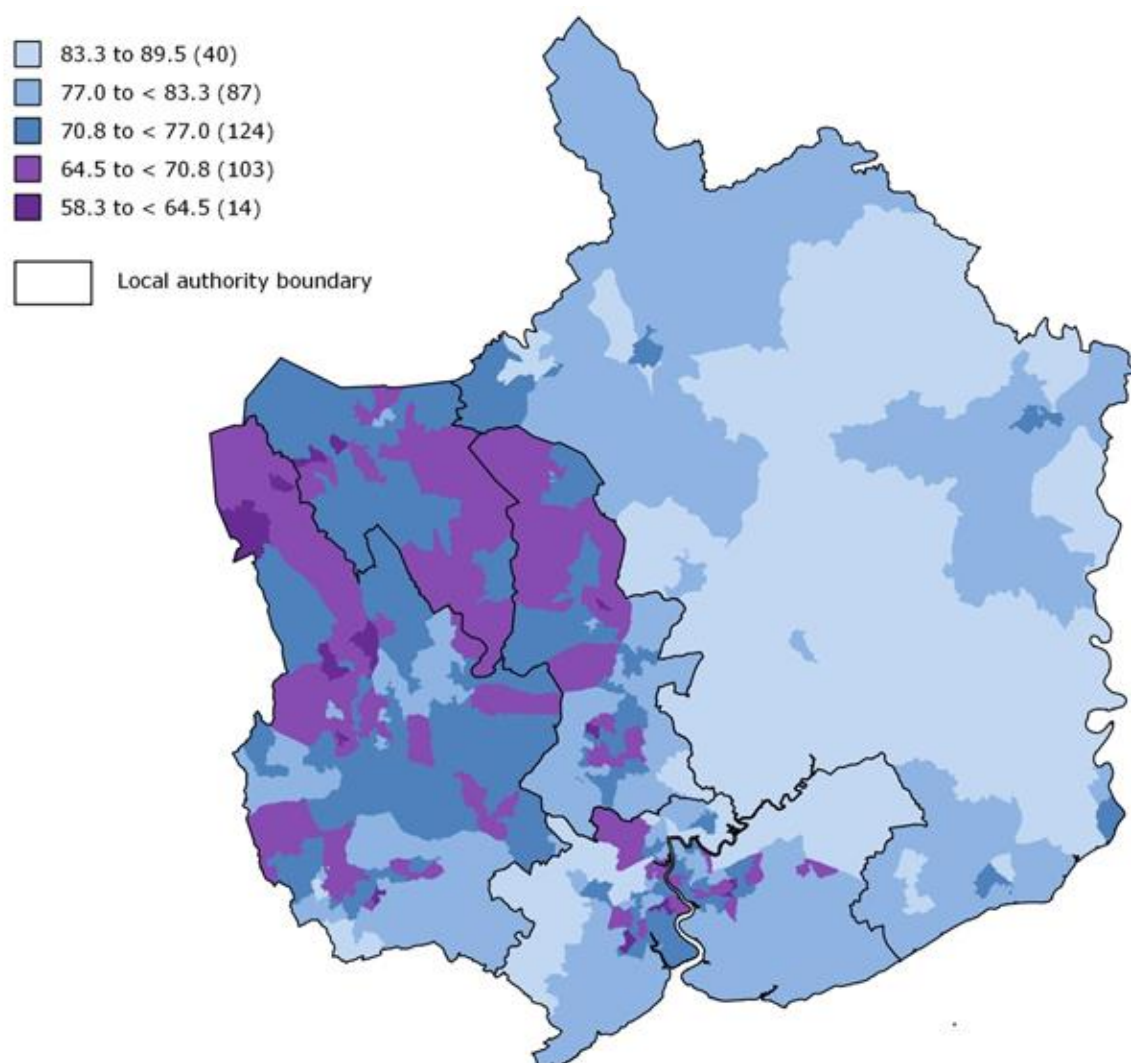 83.3 to 89.5 (40)
77.0 to < 83.3 (87)
70.8 to < 77.0 (124)
64.5 to < 70.8 (103)
58.3 to < 64.5 (14)
Local authority boundary